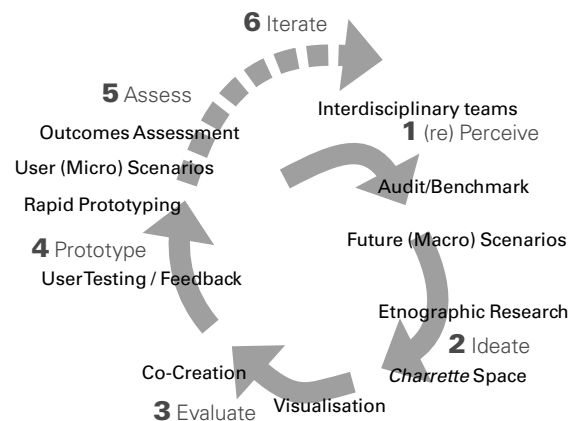 6 Iterate
5 Assess
Interdisciplinary teams
1 (re) Perceive
Outcomes Assessment
User (Micro) Scenarios
Audit/Benchmark
Rapid Prototyping
Future (Macro) Scenarios
4 Prototype
UserTesting / Feedback
Etnographic Research
2 Ideate
Charrette Space
Co-Creation
3 Evaluate
Visualisation